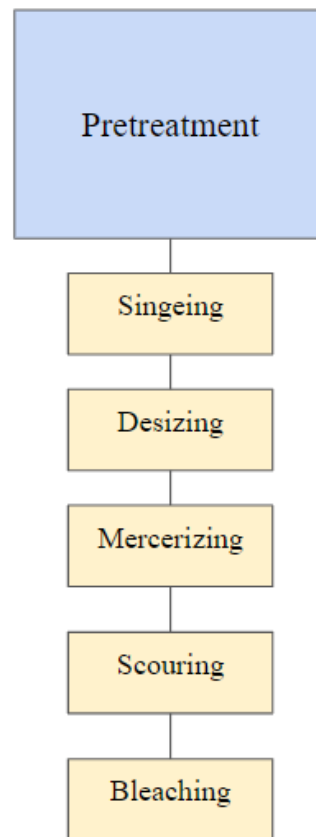 Pretreatment
Singeing
Desizing
Mercerizing
Scouring
Bleaching